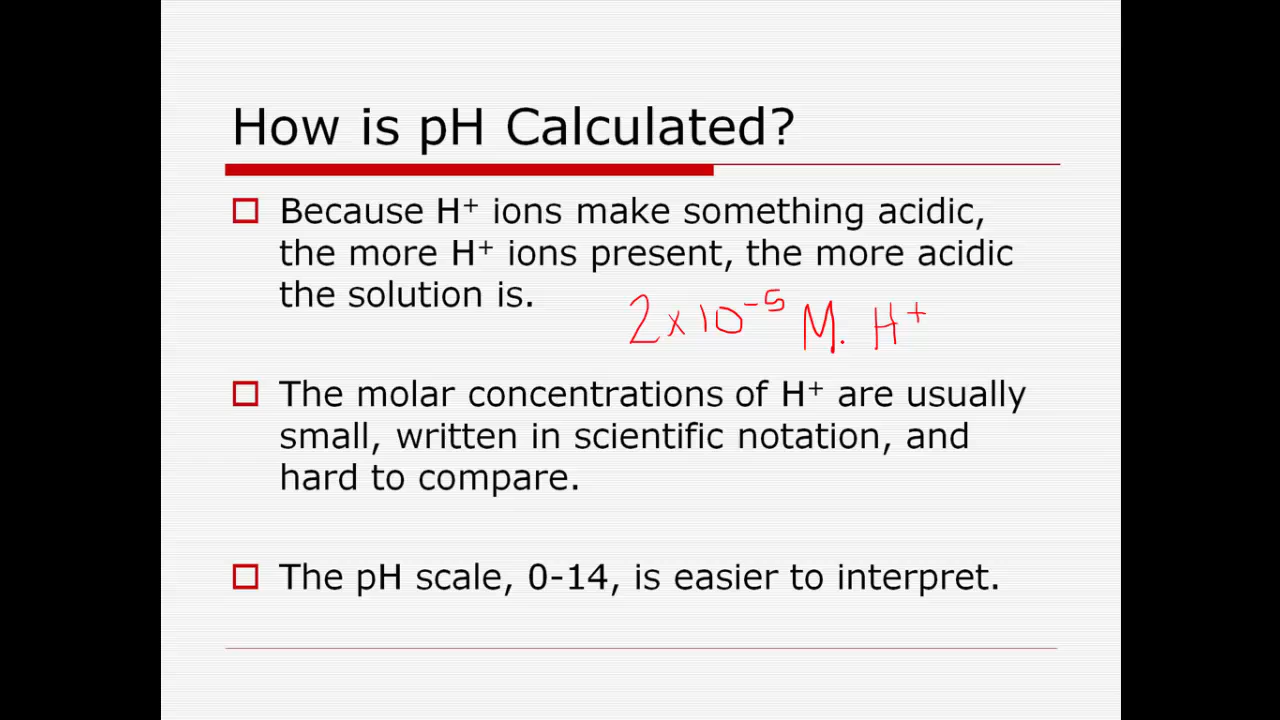 How is pH Calculated?
Because H⁺ ions make something acidic,
the more H⁺ ions present, the more acidic
the solution is.
2 x 10⁻⁵ M. H⁺
The molar concentrations of H⁺ are usually
small, written in scientific notation, and
hard to compare.
The pH scale, 0-14, is easier to interpret.